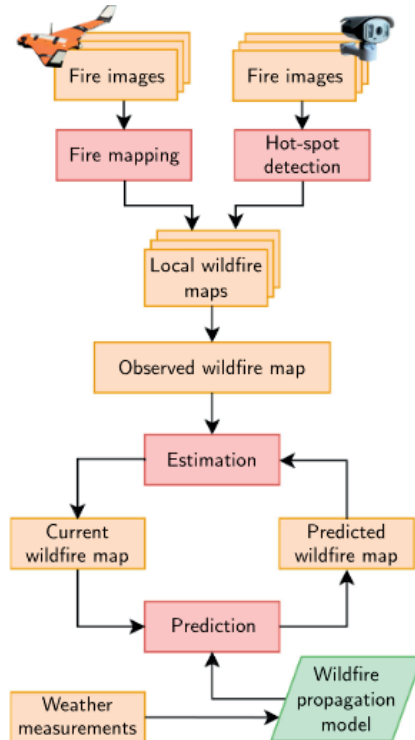 Fire images
Fire images
Fire mapping
Hot-spot
detection
Local wildfire
maps
Observed wildfire map
Estimation
Current
wildfire map
Predicted
wildfire map
Prediction
Wildfire
propagation
model
Weather
measurements